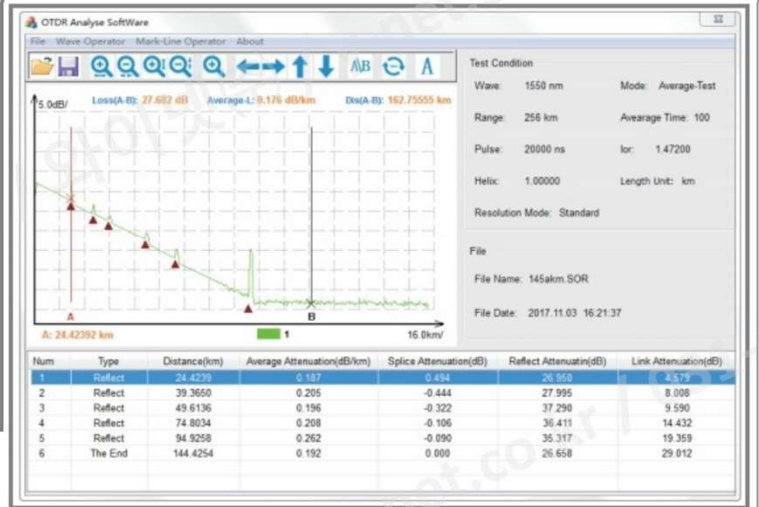 OTDR Analyse SoftWare
File Wave Operator Mark-Line Operator About
A\B A
5.0dB/ Loss(A-B): 27.682 dB Average-L: 0.176 dB/km Dis(A-B): 162.75555 km
A B
A: 24.42392 km 1 16.0km/
Test Condition
Wave: 1550 nm Mode: Average-Test
Range: 256 km Avearage Time: 100
Pulse: 20000 ns Ior: 1.47200
Helix: 1.00000 Length Unit: km
Resolution Mode: Standard
File
File Name: 145akm.SOR
File Date: 2017.11.03 16:21:37
Num Type Distance(km) Average Attenuation(dB/km) Splice Attenuation(dB) Reflect Attenuatin(dB) Link Attenuation(dB)
1 Reflect 24.4239 0.187 0.494 26.950 4.579
2 Reflect 39.3650 0.205 -0.444 27.995 8.008
3 Reflect 49.6136 0.196 -0.322 37.290 9.590
4 Reflect 74.8034 0.208 -0.106 36.411 14.432
5 Reflect 94.9258 0.262 -0.090 35.317 19.359
6 The End 144.4254 0.192 0.000 26.658 29.012